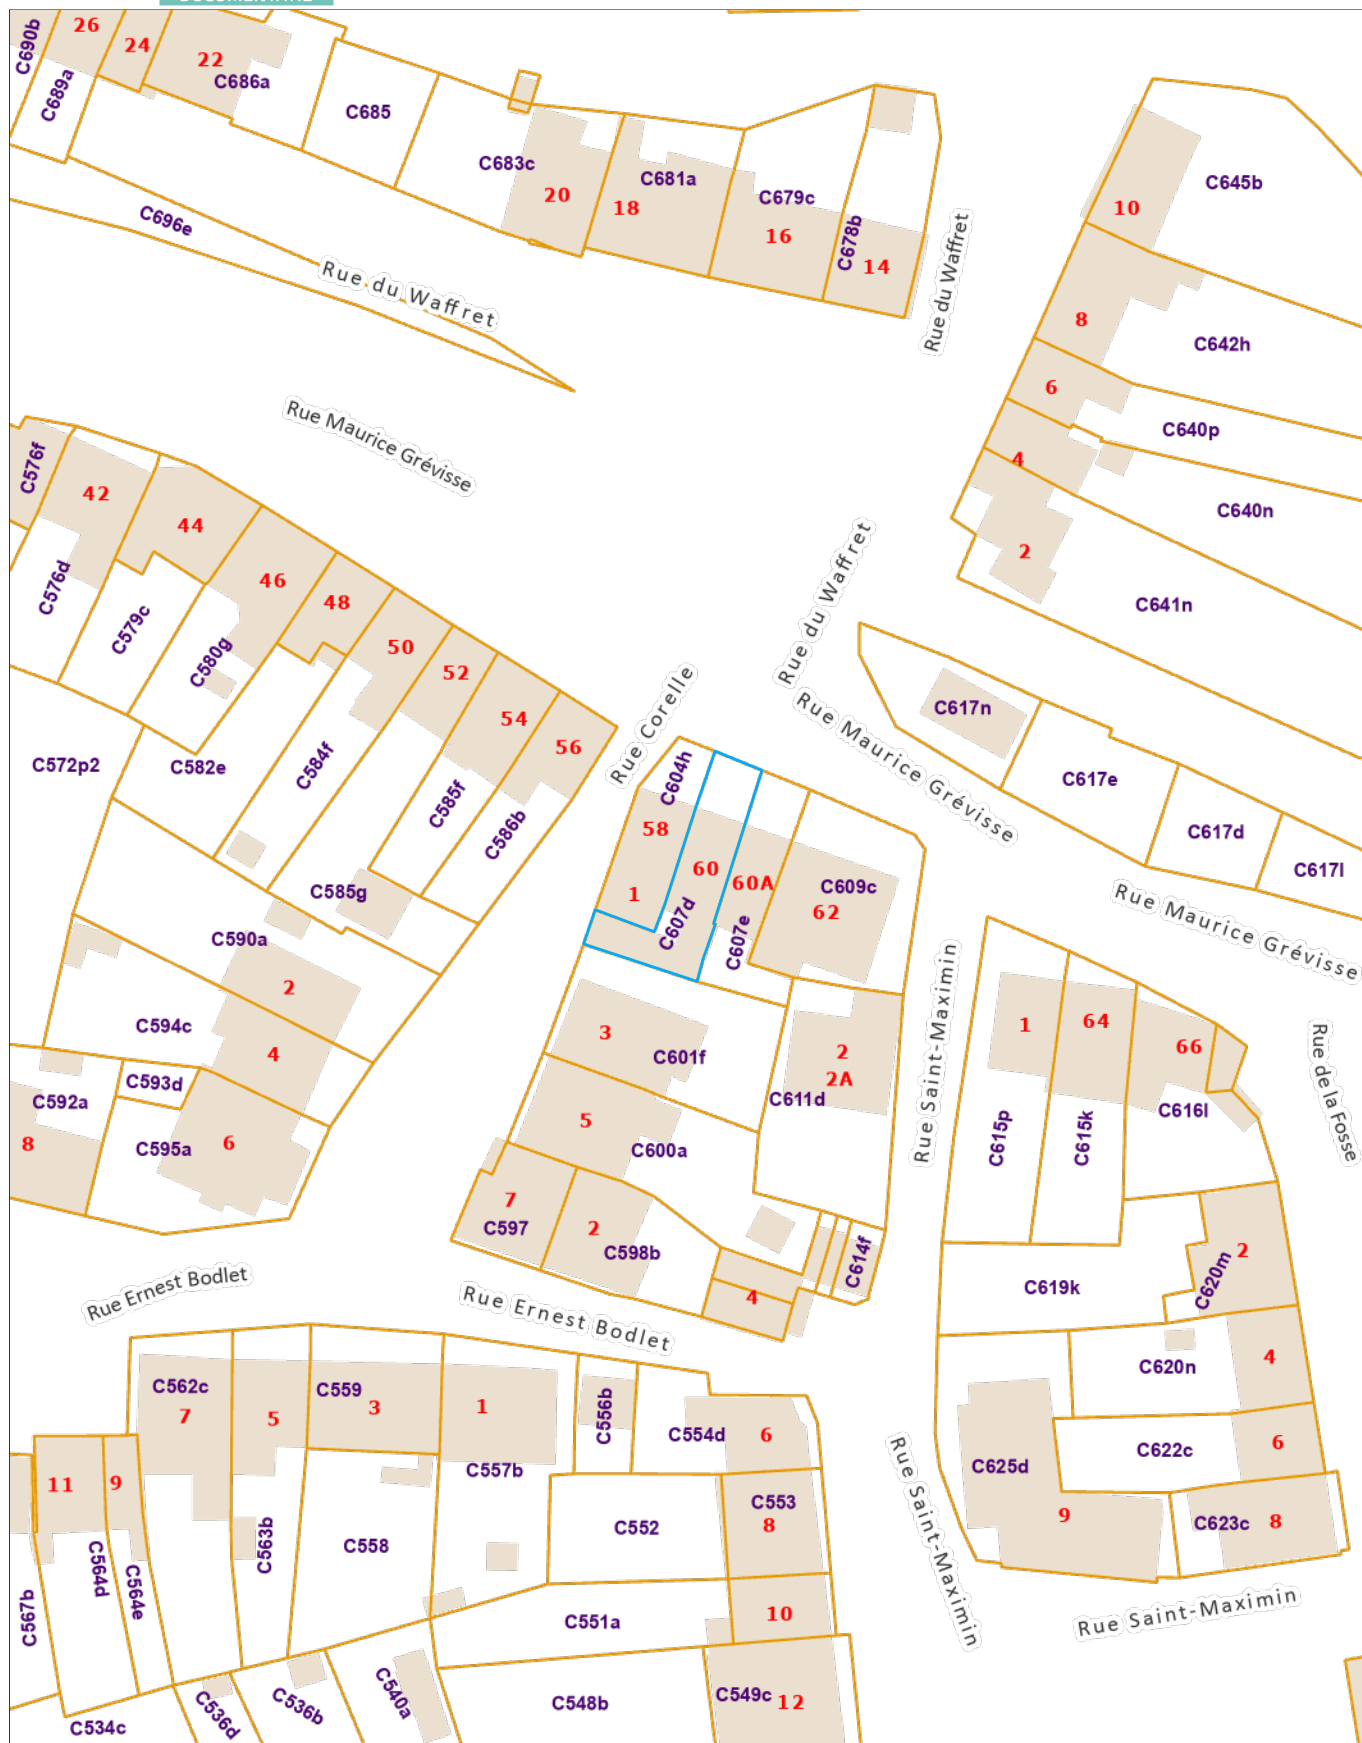 DOCUMENTAIRE
C690b
26
24
22
C689a
C686a
C685
C683c
20
C681a
18
C679c
16
C678b
14
C696e
Rue du Waffret
Rue du Waffret
C645b
10
8
C642h
6
C640p
4
C640n
2
C641n
Rue Maurice Grévisse
C576f
42
44
46
48
50
52
54
56
C576d
C579c
C580g
C582e
C584f
C585f
C586b
C572p2
C585g
Rue Corelle
Rue du Waffret
Rue Maurice Grévisse
C617n
C617e
C617d
C617l
Rue Maurice Grévisse
C604h
58
60
60A
1
C607d
C607e
C609c
62
C590a
2
C594c
4
C593d
C592a
8
C595a
6
3
C601f
5
C600a
2
2A
C611d
7
C597
2
C598b
4
C614f
Rue Saint-Maximin
1
64
66
C615p
C615k
C616l
Rue de la Fosse
C619k
C620m
2
C620n
4
C622c
6
C625d
9
C623c
8
Rue Ernest Bodlet
Rue Ernest Bodlet
C562c
7
5
C559
3
1
C556b
C554d
6
C557b
C553
8
C552
11
9
C564d
C564e
C563b
C558
C567b
C551a
10
C534c
C536d
C536b
C540a
C548b
C549c
12
Rue Saint-Maximin
Rue Saint-Maximin